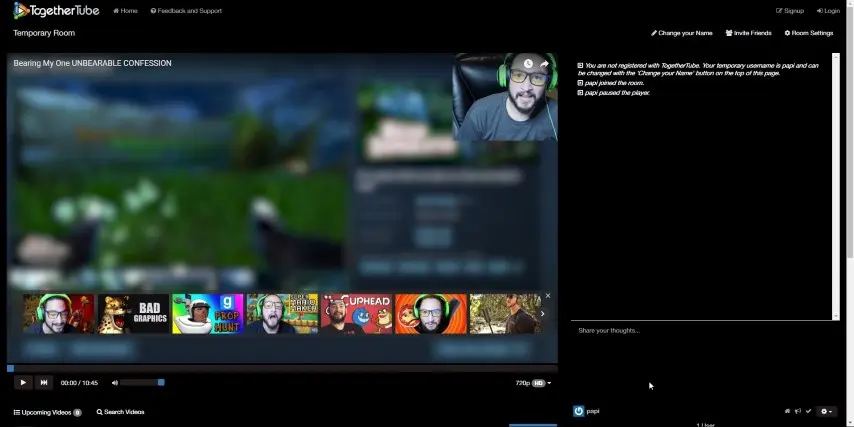 TogetherTube
Home
Feedback and Support
Signup
Login
Temporary Room
Change your Name
Invite Friends
Room Settings
Bearing My One UNBEARABLE CONFESSION
You are not registered with TogetherTube. Your temporary username is papi and can
be changed with the 'Change your Name' button on the top of this page.
papi joined the room.
papi paused the player.
BAD
GRAPHICS
PROP
HUNT
SUPER
MARIO
MAKER
CUPHEAD
Share your thoughts...
00:00 / 10:45
720p HD
papi
Upcoming Videos 0
Search Videos
1 User